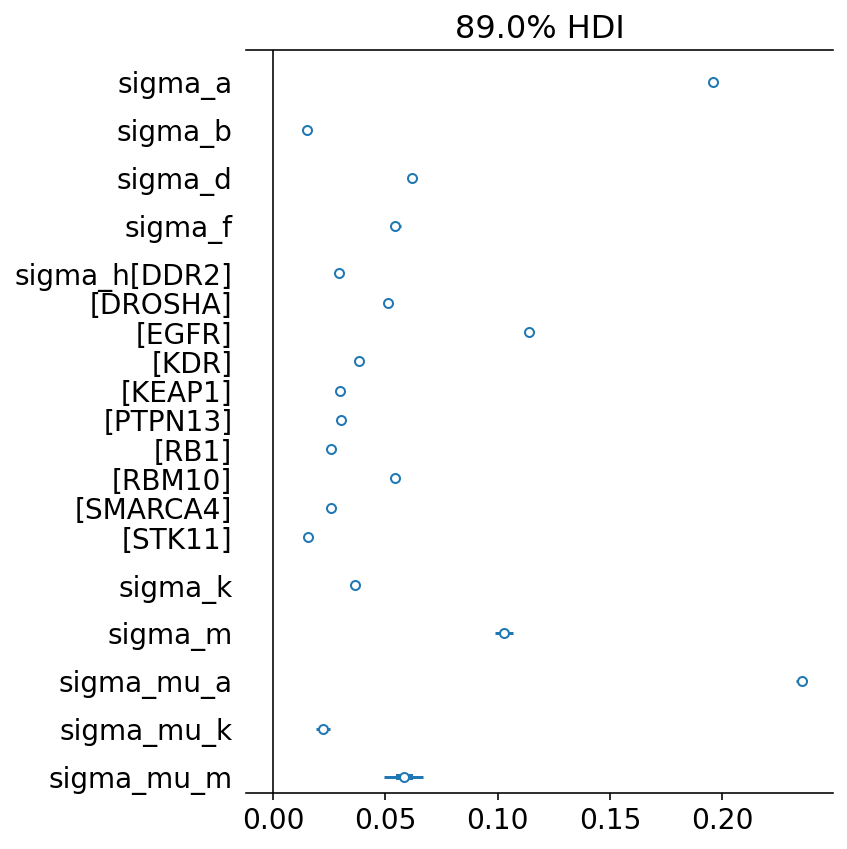 89.0% HDI
sigma_a
sigma_b
sigma_d
sigma_f
sigma_h[DDR2]
[DROSHA]
[EGFR]
[KDR]
[KEAP1]
[PTPN13]
[RB1]
[RBM10]
[SMARCA4]
[STK11]
sigma_k
sigma_m
sigma_mu_a
sigma_mu_k
sigma_mu_m
0.00 0.05 0.10 0.15 0.20